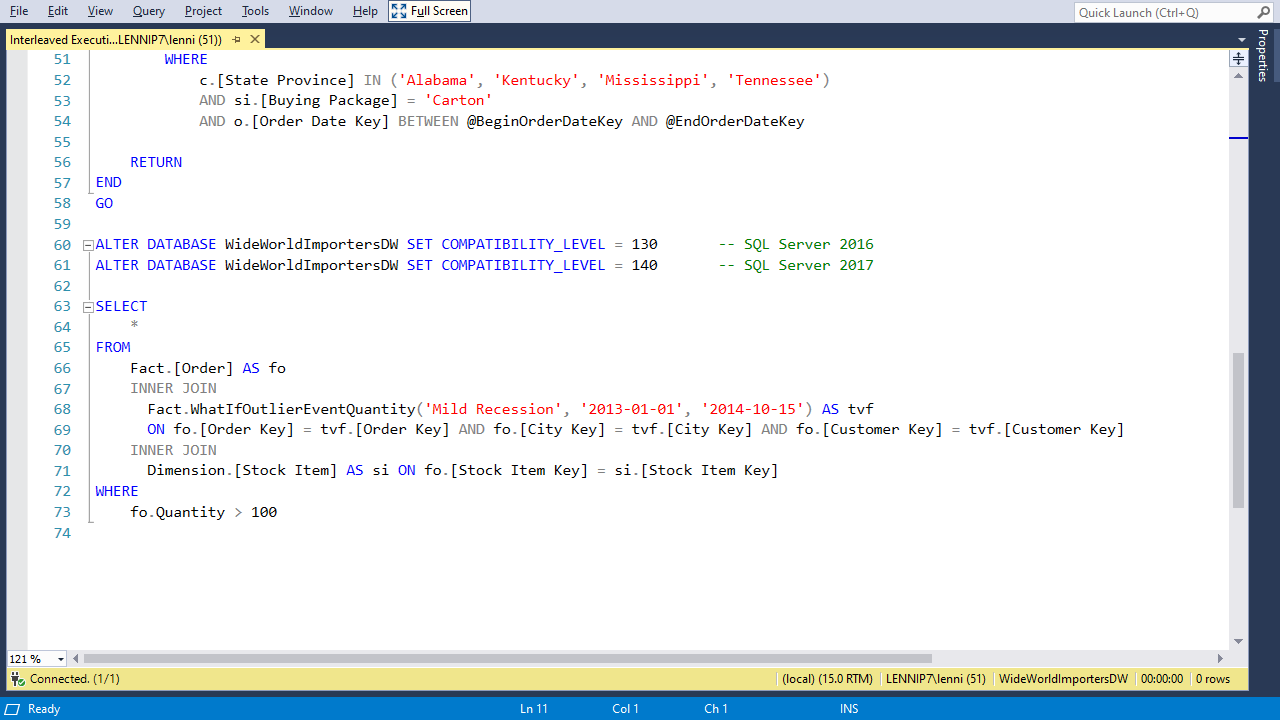 File Edit View Query Project Tools Window Help Full Screen
Quick Launch (Ctrl+Q)
Interleaved Executi...LENNIP7\lenni (51))
Properties
51 WHERE
52 c.[State Province] IN ('Alabama', 'Kentucky', 'Mississippi', 'Tennessee')
53 AND si.[Buying Package] = 'Carton'
54 AND o.[Order Date Key] BETWEEN @BeginOrderDateKey AND @EndOrderDateKey
55
56 RETURN
57 END
58 GO
59
60 ALTER DATABASE WideWorldImportersDW SET COMPATIBILITY_LEVEL = 130 -- SQL Server 2016
61 ALTER DATABASE WideWorldImportersDW SET COMPATIBILITY_LEVEL = 140 -- SQL Server 2017
62
63 SELECT
64 *
65 FROM
66 Fact.[Order] AS fo
67 INNER JOIN
68 Fact.WhatIfOutlierEventQuantity('Mild Recession', '2013-01-01', '2014-10-15') AS tvf
69 ON fo.[Order Key] = tvf.[Order Key] AND fo.[City Key] = tvf.[City Key] AND fo.[Customer Key] = tvf.[Customer Key]
70 INNER JOIN
71 Dimension.[Stock Item] AS si ON fo.[Stock Item Key] = si.[Stock Item Key]
72 WHERE
73 fo.Quantity > 100
74
121 %
Connected. (1/1) (local) (15.0 RTM) LENNIP7\lenni (51) WideWorldImportersDW 00:00:00 0 rows
Ready Ln 11 Col 1 Ch 1 INS